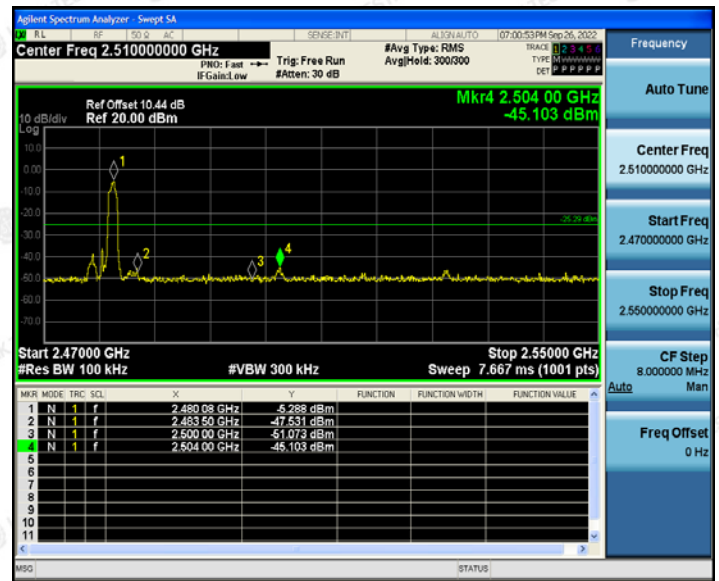 Agilent Spectrum Analyzer - Swept SA
RL RF 50 Ω AC SENSE:INT ALIGNAUTO 07:00:53PM Sep 26, 2022
Center Freq 2.510000000 GHz #Avg Type: RMS TRACE 1 2 3 4 5 6
PNO: Fast Trig: Free Run Avg|Hold: 300/300 TYPE MWWWWW
IFGain:Low #Atten: 30 dB DET P P P P P P
Ref Offset 10.44 dB Mkr4 2.504 00 GHz
10 dB/div Ref 20.00 dBm -45.103 dBm
Log
10.0
0.00
-10.0
-20.0
-25.29 dBm
-30.0
-40.0
-50.0
-60.0
-70.0
1
2
3
4
Start 2.47000 GHz Stop 2.55000 GHz
#Res BW 100 kHz #VBW 300 kHz Sweep 7.667 ms (1001 pts)
MKR MODE TRC SCL X Y FUNCTION FUNCTION WIDTH FUNCTION VALUE
1 N 1 f 2.480 08 GHz -5.288 dBm
2 N 1 f 2.483 50 GHz -47.531 dBm
3 N 1 f 2.500 00 GHz -51.073 dBm
4 N 1 f 2.504 00 GHz -45.103 dBm
5
6
7
8
9
10
11
MSG STATUS
Frequency
Auto Tune
Center Freq
2.510000000 GHz
Start Freq
2.470000000 GHz
Stop Freq
2.550000000 GHz
CF Step
8.000000 MHz
Auto Man
Freq Offset
0 Hz